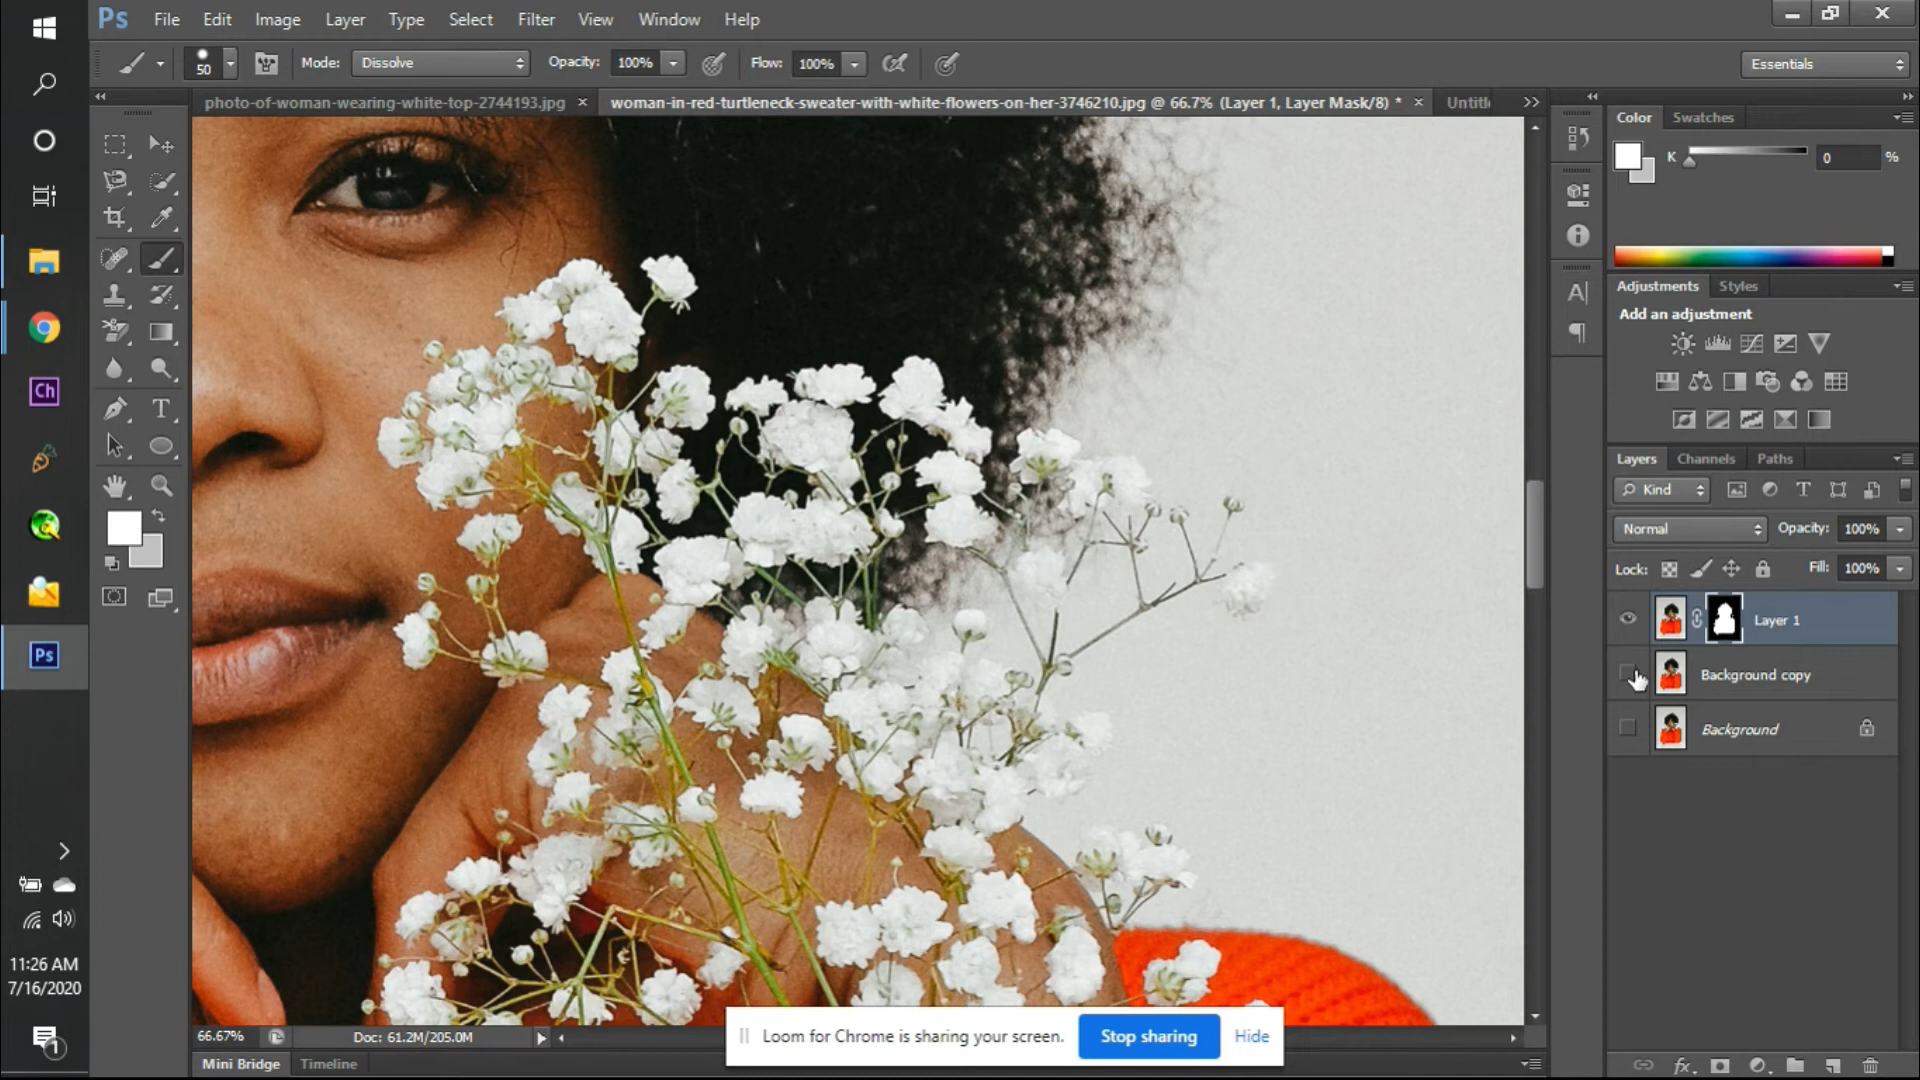 Ps File Edit Image Layer Type Select Filter View Window Help
50 Mode: Dissolve Opacity: 100% Flow: 100% Essentials
photo-of-woman-wearing-white-top-2744193.jpg × woman-in-red-turtleneck-sweater-with-white-flowers-on-her-3746210.jpg @ 66.7% (Layer 1, Layer Mask/8) * × Untitl
Color Swatches
K 0 %
Adjustments Styles
Add an adjustment
Ch
T
A
Layers Channels Paths
Kind T
Normal Opacity: 100%
Lock: Fill: 100%
Layer 1
Background copy
Background
Ps
11:26 AM
7/16/2020
1
66.67% Doc: 61.2M/205.0M
Loom for Chrome is sharing your screen. Stop sharing Hide
Mini Bridge Timeline
fx